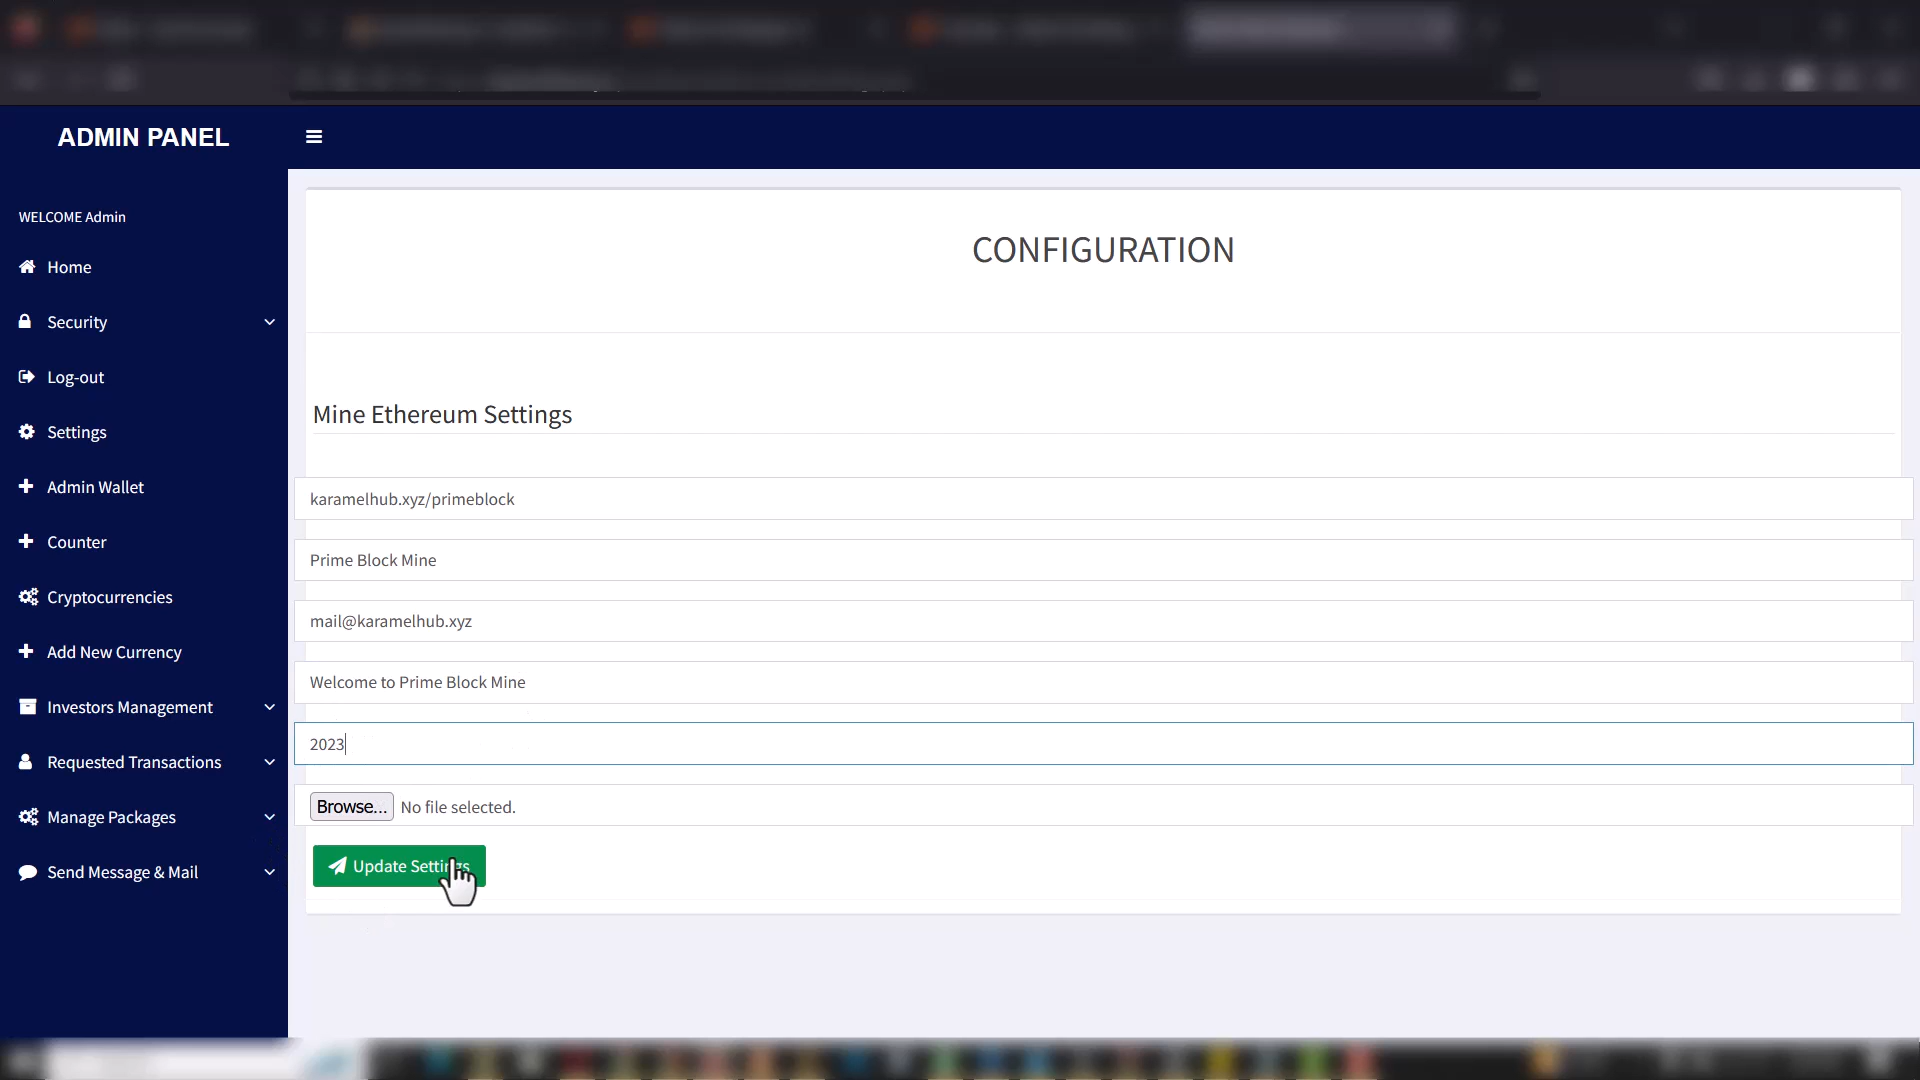 ADMIN PANEL
WELCOME Admin
Home
Security
Log-out
Settings
Admin Wallet
Counter
Cryptocurrencies
Add New Currency
Investors Management
Requested Transactions
Manage Packages
Send Message & Mail
CONFIGURATION
Mine Ethereum Settings
karamelhub.xyz/primeblock
Prime Block Mine
mail@karamelhub.xyz
Welcome to Prime Block Mine
2023
Browse... No file selected.
Update Settings